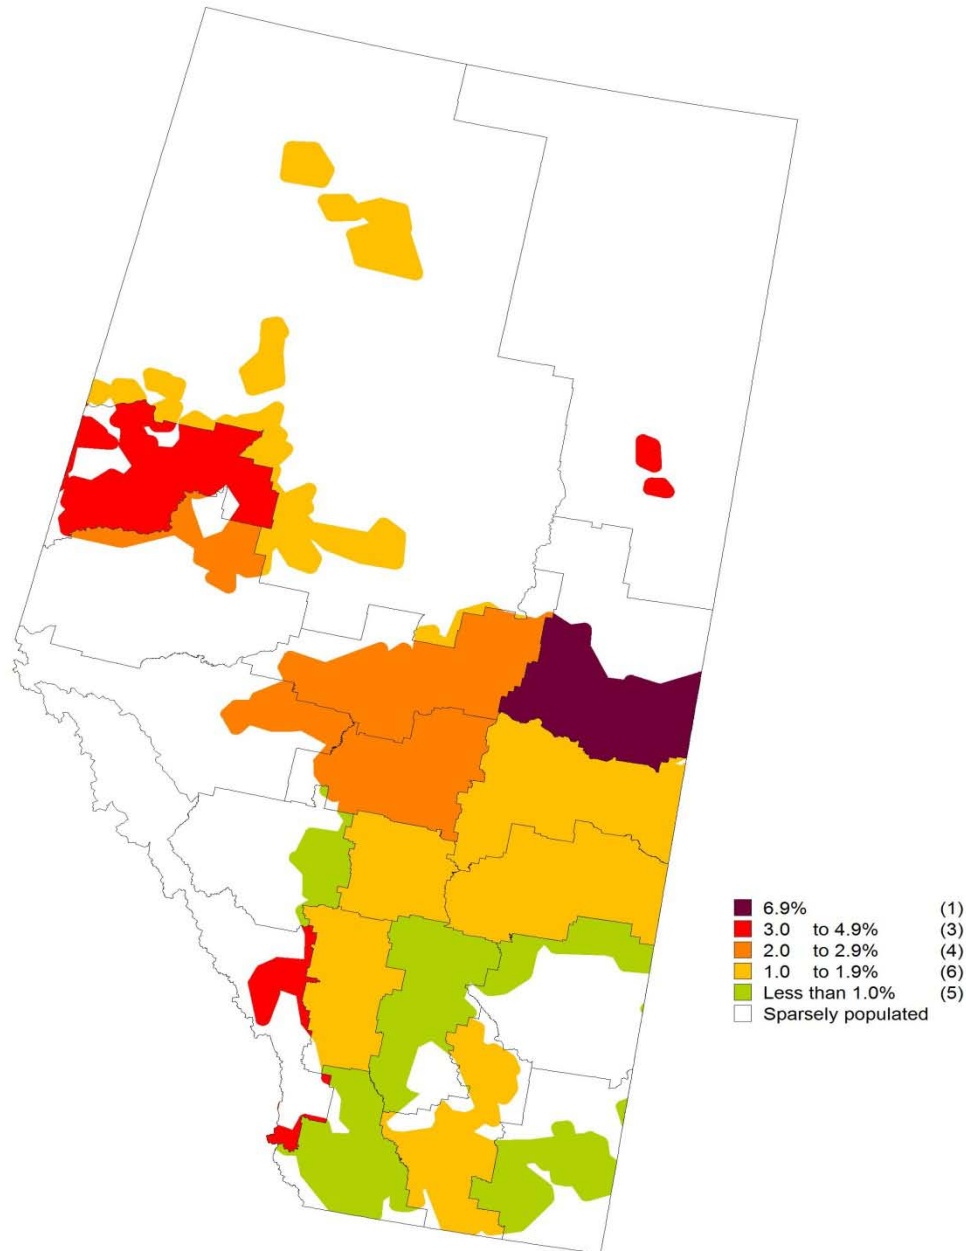 6.9% (1)
3.0 to 4.9% (3)
2.0 to 2.9% (4)
1.0 to 1.9% (6)
Less than 1.0% (5)
Sparsely populated